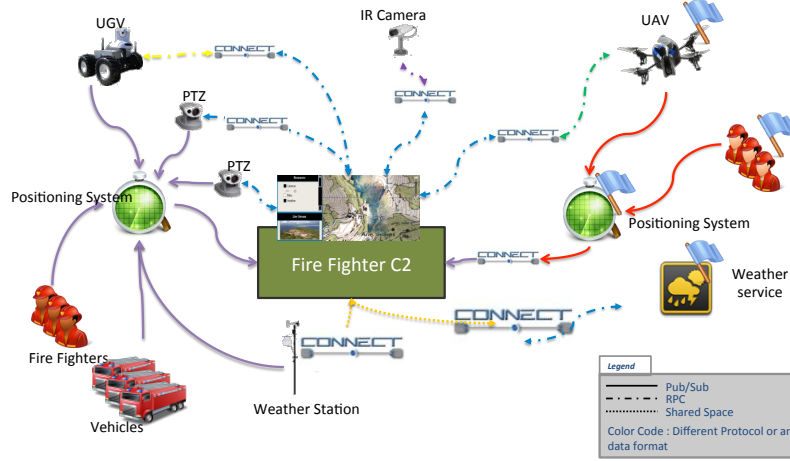 UGV
IR Camera
UAV
CONNECT
CONNECT
PTZ
CONNECT
CONNECT
PTZ
Positioning System
Positioning System
Fire Fighter C2
CONNECT
Weather
service
CONNECT
CONNECT
Fire Fighters
Weather Station
Vehicles
Legend
Pub/Sub
RPC
Shared Space
Color Code : Different Protocol or an
data format